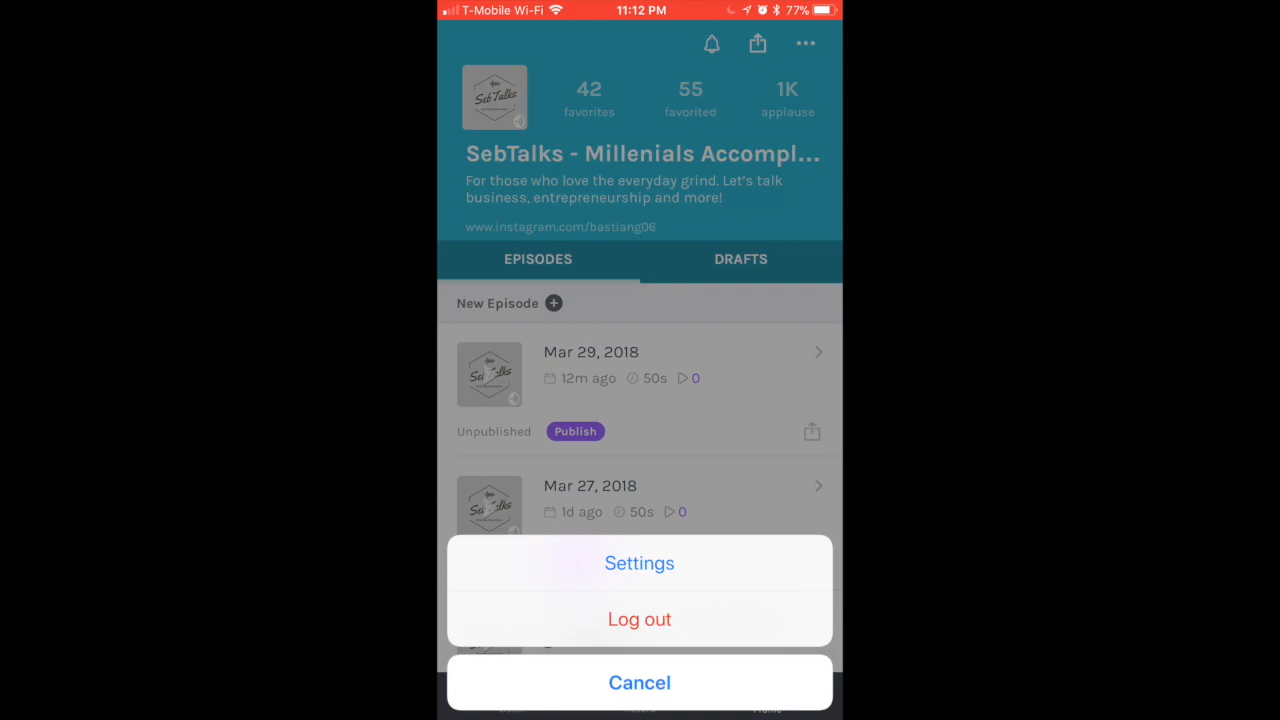 T-Mobile Wi-Fi 11:12 PM 77%
42 55 1K
favorites favorited applause
SebTalks
SebTalks - Millenials Accompl...
For those who love the everyday grind. Let's talk
business, entrepreneurship and more!
www.instagram.com/bastiang06
EPISODES DRAFTS
New Episode
SebTalks
Mar 29, 2018
12m ago 50s 0
Unpublished Publish
SebTalks
Mar 27, 2018
1d ago 50s 0
Settings
Log out
Cancel